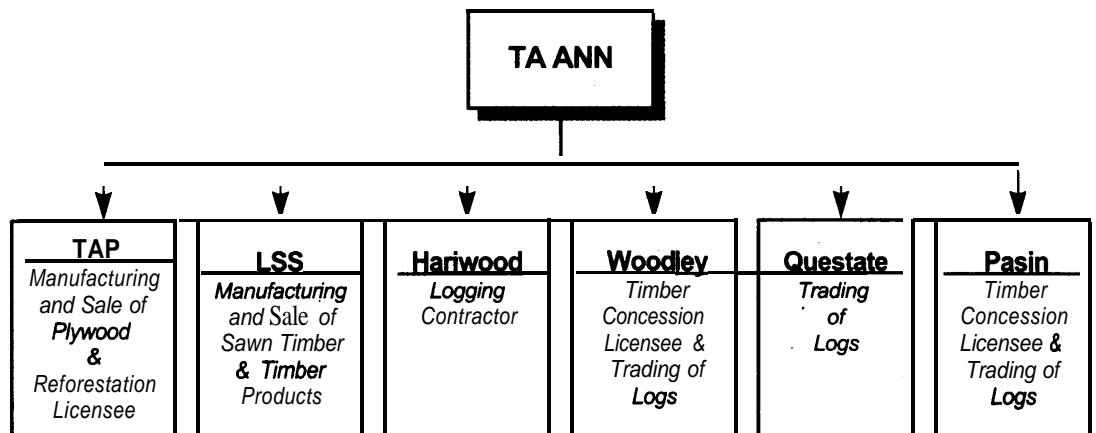 TA ANN
TAP
Manufacturing
and Sale of
Plywood
&
Reforestation
Licensee
LSS
Manufacturing
and Sale of
Sawn Timber
& Timber
Products
Hariwood
Logging
Contractor
Woodley
Timber
Concession
Licensee &
Trading of
Logs
Questate
Trading
of
Logs
Pasin
Timber
Concession
Licensee &
Trading of
Logs